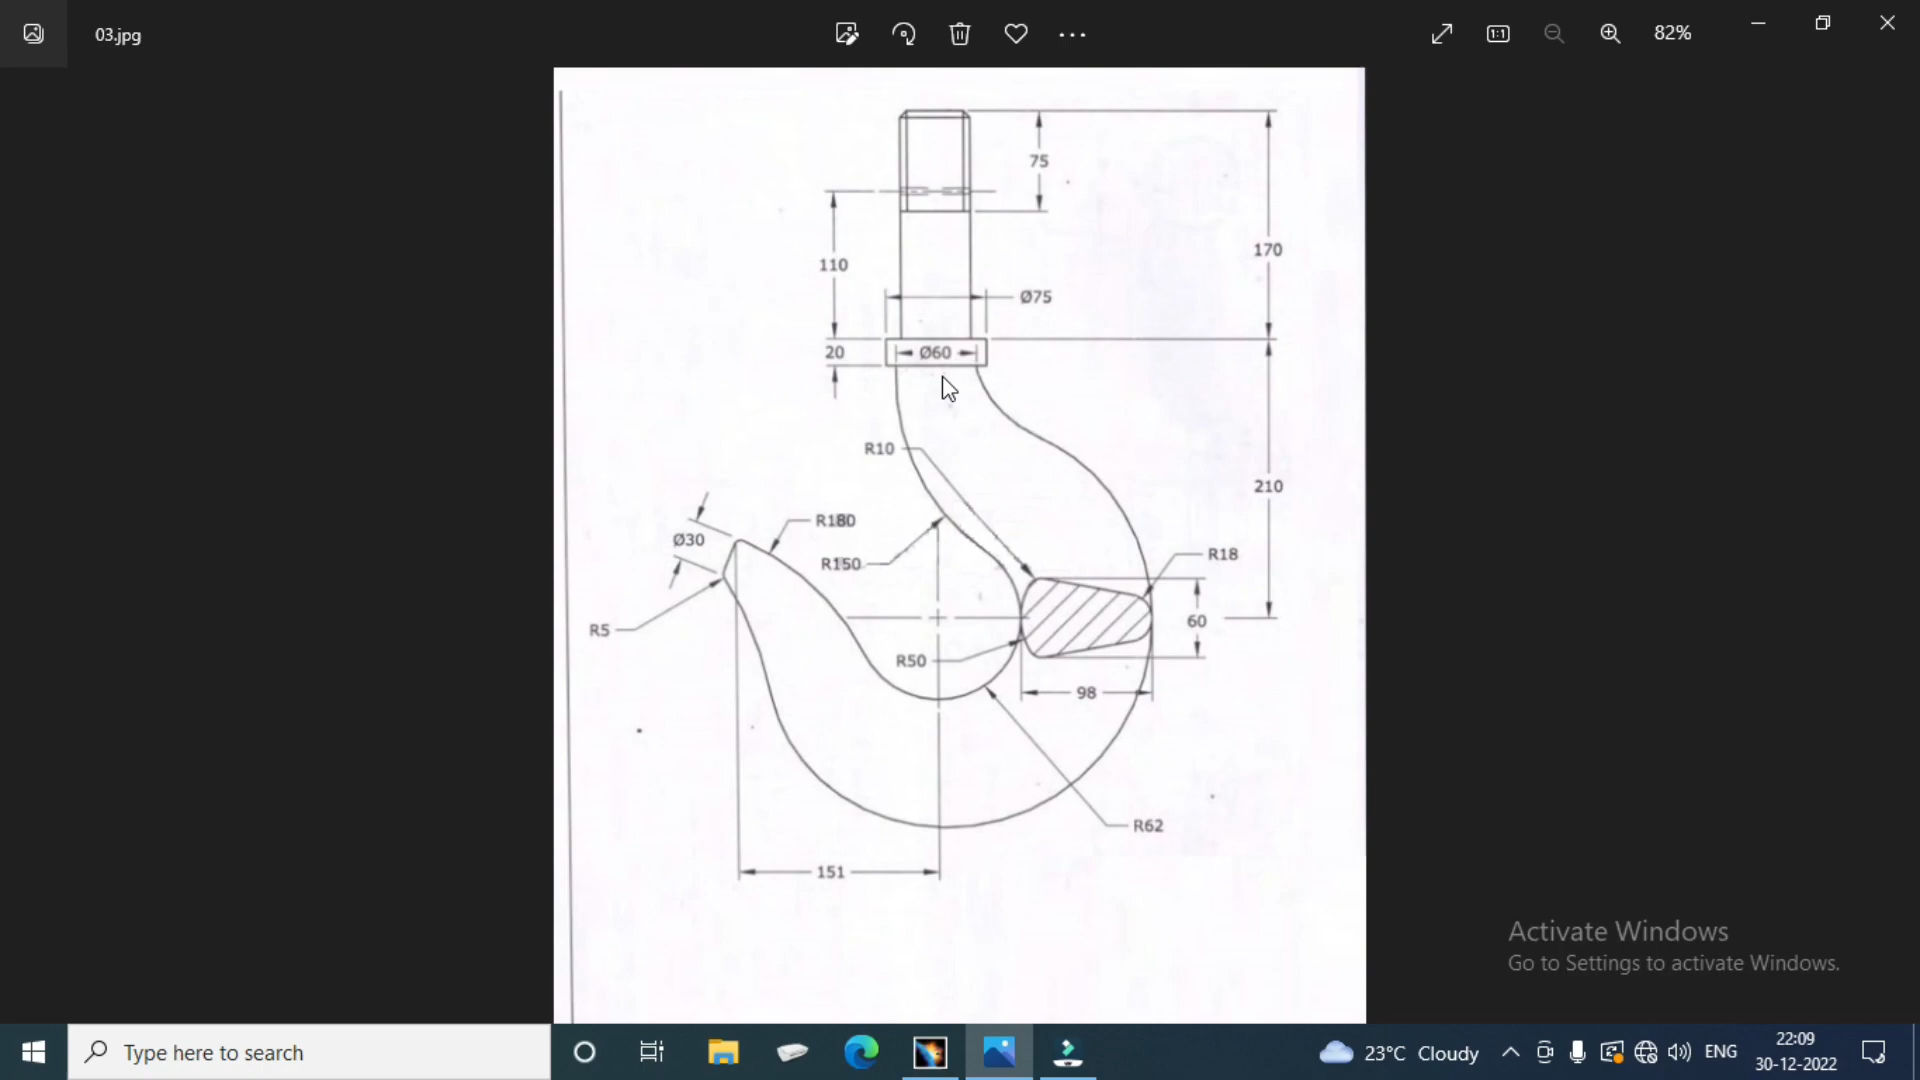 03.jpg
82%
75
170
110
Ø75
20
Ø60
R10
210
R180
Ø30
R150
R18
R5
60
R50
98
R62
151
Activate Windows
Go to Settings to activate Windows.
Type here to search
23°C Cloudy
ENG
22:09
30-12-2022